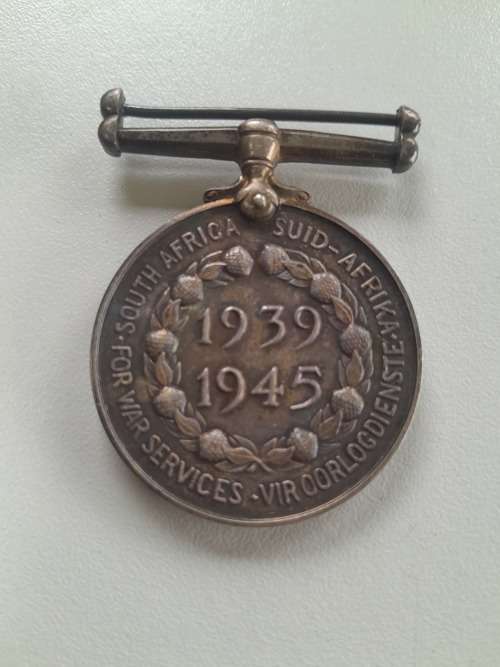 SOUTH AFRICA
SUID-AFRIKA:
1939
1945
· FOR WAR SERVICES ·
VIR OORLOGDIENSTE